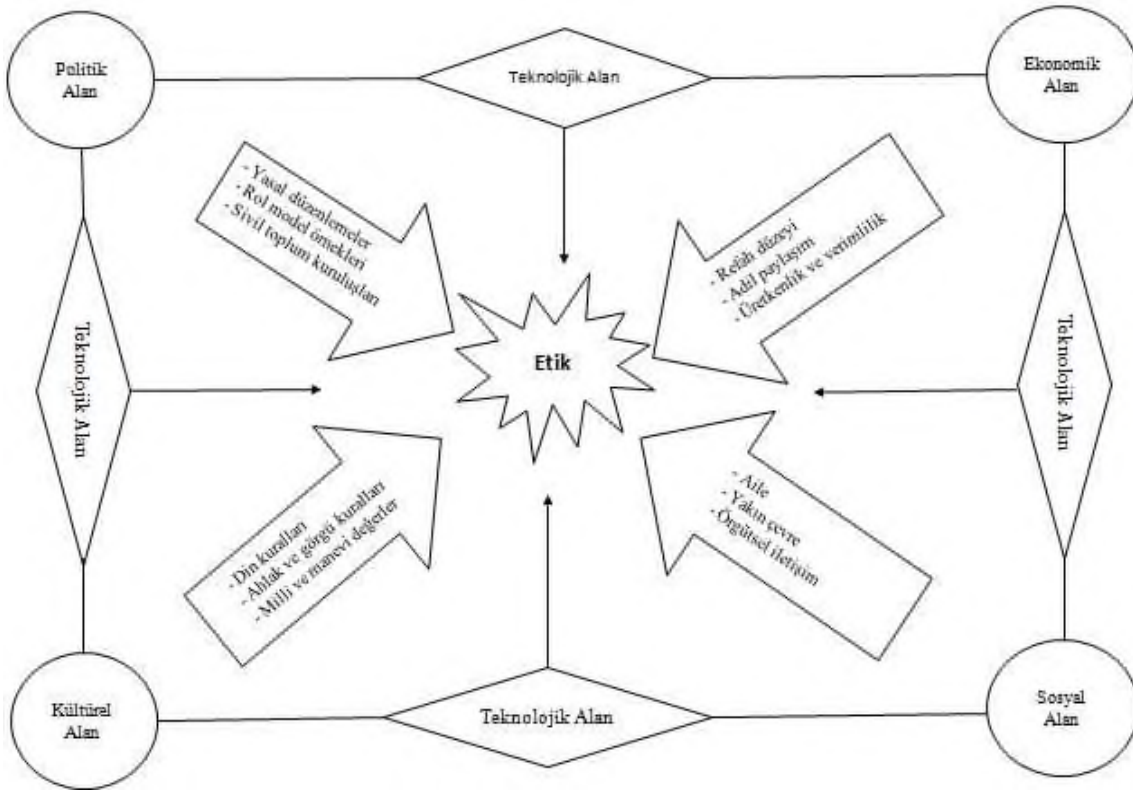 Politik
Alan
Teknolojik Alan
Ekonomik
Alan
- Yasal düzenlemeler
- Rol model örnekleri
- Sivil toplum kuruluşları
- Refah düzeyi
- Adil paylaşım
- Üretkenlik ve verimlilik
Teknolojik Alan
Etik
Teknolojik Alan
- Din kuralları
- Ahlak ve görgü kuralları
- Milli ve manevi değerler
- Aile
- Yakın çevre
- Örgütsel iletişim
Kültürel
Alan
Teknolojik Alan
Sosyal
Alan